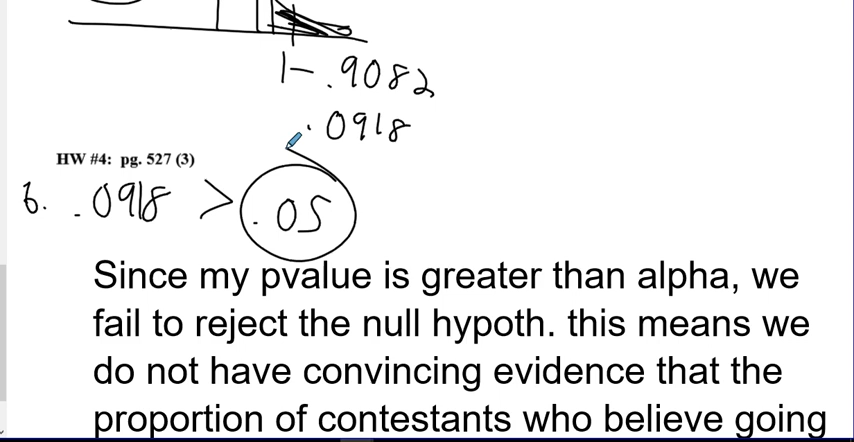 1-.9082
.0918
HW #4: pg. 527 (3)
6. .0918 > .05
Since my pvalue is greater than alpha, we
fail to reject the null hypoth. this means we
do not have convincing evidence that the
proportion of contestants who believe going